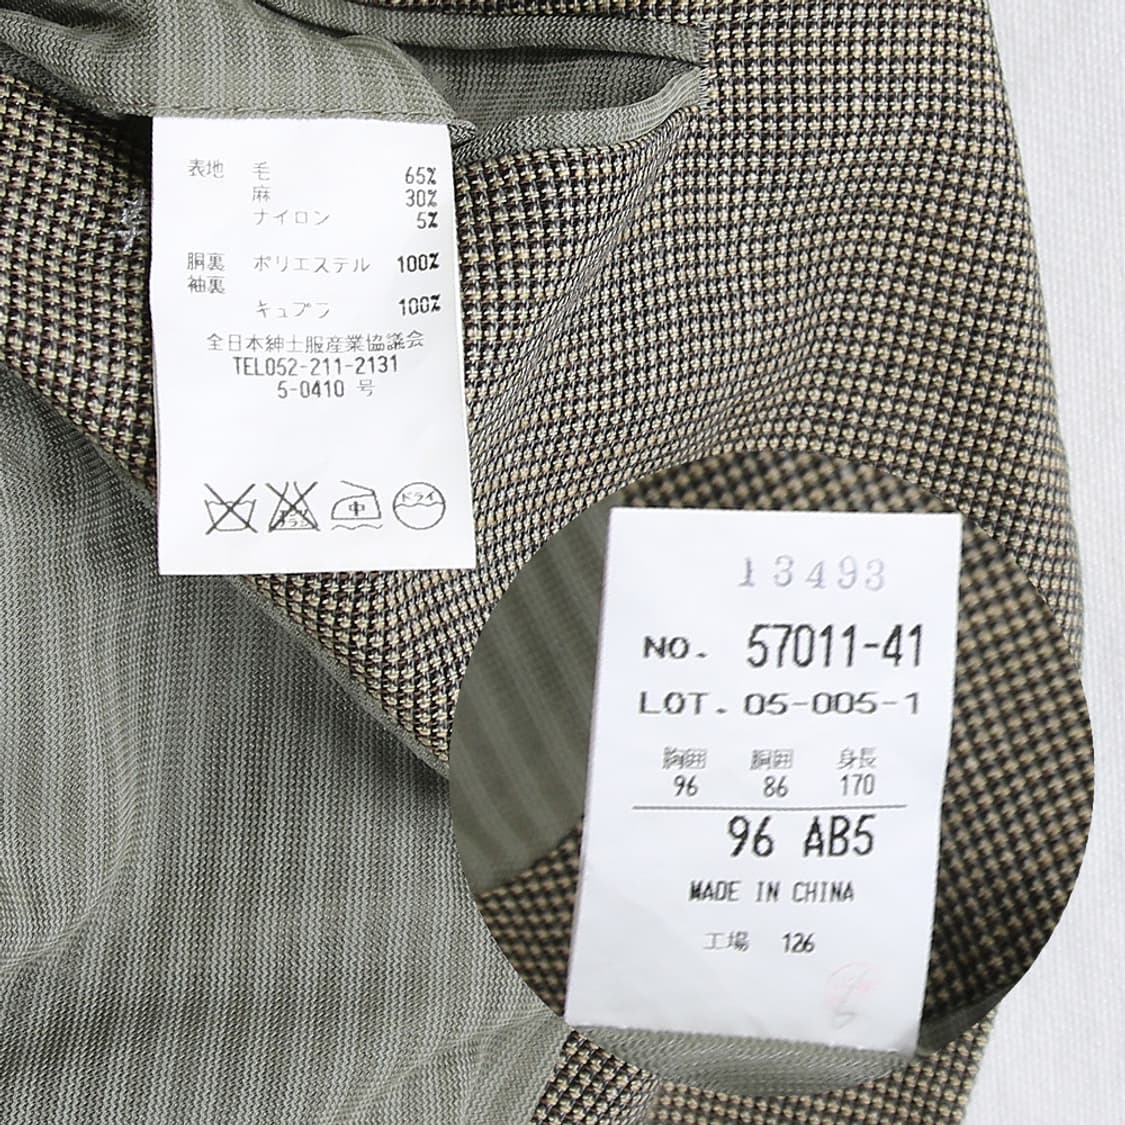 表地 毛 65%
麻 30%
ナイロン 5%
胴裏 ポリエステル 100%
袖裏
キュプラ 100%
全日本紳士服産業協議会
TEL052-211-2131
5-0410 号
中 ドライ
13493
NO. 57011-41
LOT. 05-005-1
胸囲 胴囲 身長
96 86 170
96 AB5
MADE IN CHINA
工場 126